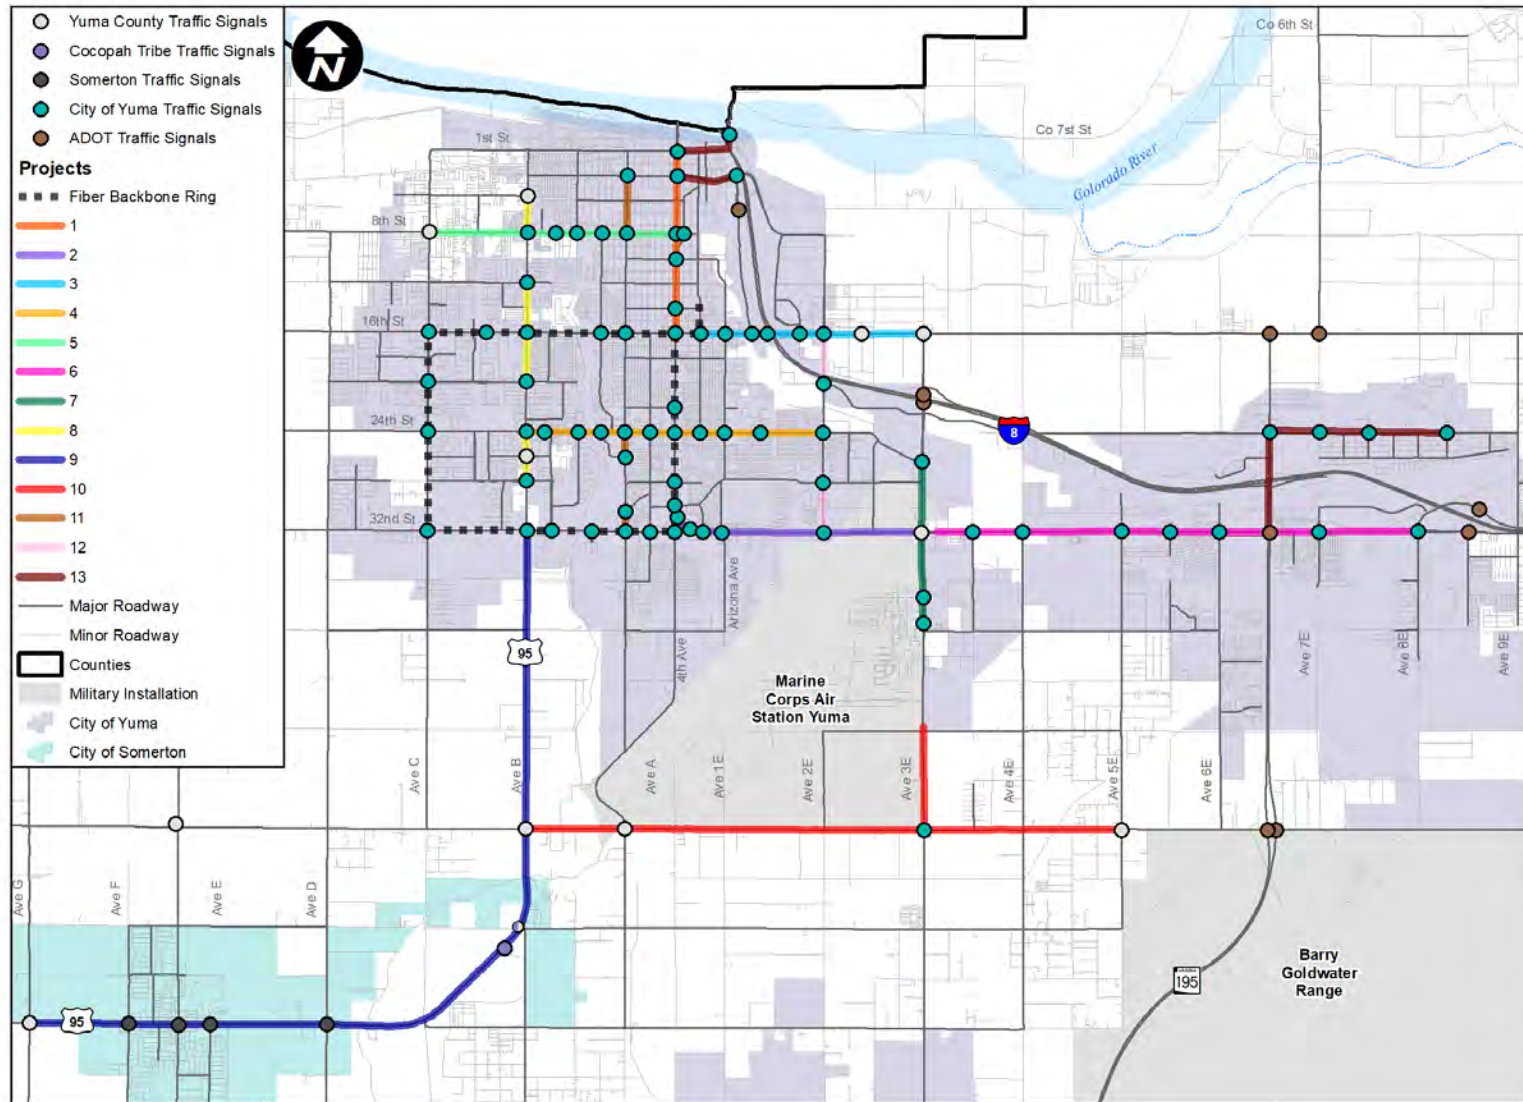 Yuma County Traffic Signals
Cocopah Tribe Traffic Signals
Somerton Traffic Signals
City of Yuma Traffic Signals
ADOT Traffic Signals
Projects
Fiber Backbone Ring
1
2
3
4
5
6
7
8
9
10
11
12
13
Major Roadway
Minor Roadway
Counties
Military Installation
City of Yuma
City of Somerton
N
Co 6th St
1st St
Co 7st St
Colorado River
8th St
16th St
24th St
8
32nd St
Arizona Ave
4th Ave
95
Marine
Corps Air
Station Yuma
Ave 7E
Ave 8E
Ave 9E
Ave C
Ave B
Ave A
Ave 1E
Ave 2E
Ave 3E
Ave 4E
Ave 5E
Ave 6E
Ave G
Ave F
Ave E
Ave D
95
195
Barry
Goldwater
Range